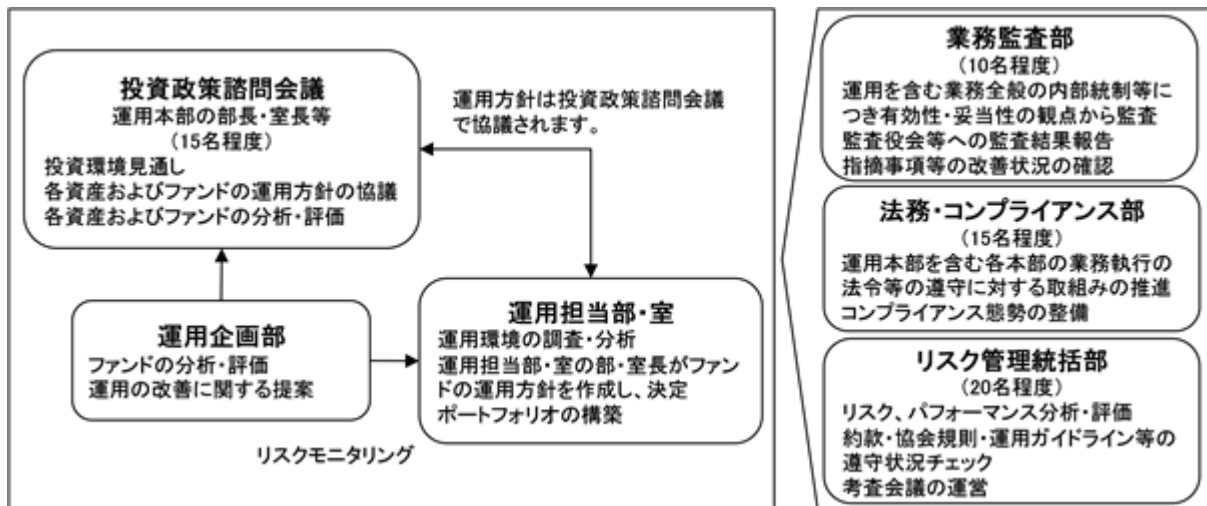 投資政策諮問会議
運用本部の部長・室長等
(15名程度)
投資環境見通し
各資産およびファンドの運用方針の協議
各資産およびファンドの分析・評価
運用方針は投資政策諮問会議
で協議されます。
運用企画部
ファンドの分析・評価
運用の改善に関する提案
運用担当部・室
運用環境の調査・分析
運用担当部・室の部・室長がファン
ドの運用方針を作成し、決定
ポートフォリオの構築
リスクモニタリング
業務監査部
(10名程度)
運用を含む業務全般の内部統制等に
つき有効性・妥当性の観点から監査
監査役会等への監査結果報告
指摘事項等の改善状況の確認
法務・コンプライアンス部
(15名程度)
運用本部を含む各本部の業務執行の
法令等の遵守に対する取組みの推進
コンプライアンス態勢の整備
リスク管理統括部
(20名程度)
リスク、パフォーマンス分析・評価
約款・協会規則・運用ガイドライン等の
遵守状況チェック
考査会議の運営